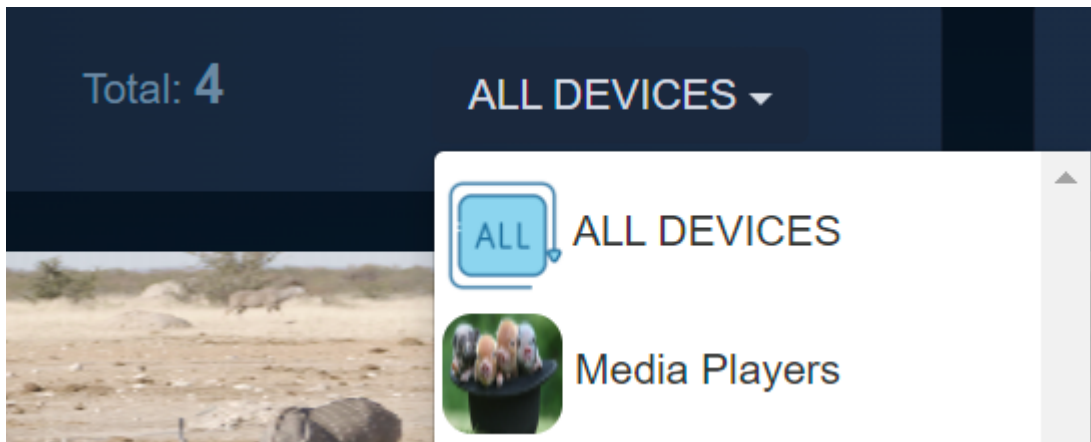 Total: 4
ALL DEVICES
ALL
ALL DEVICES
Media Players